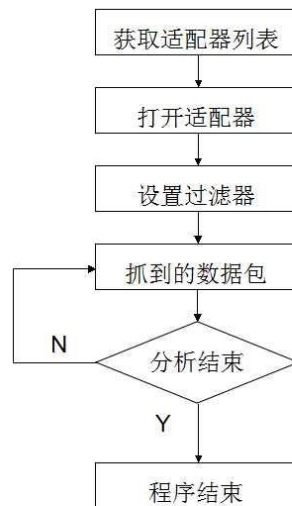 获取适配器列表
打开适配器
设置过滤器
抓到的数据包
N
分析结束
Y
程序结束